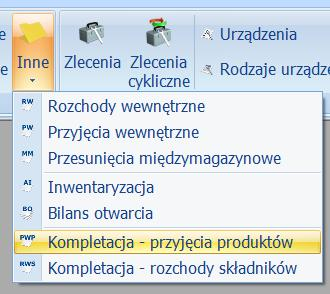 Inne
Zlecenia
Zlecenia cykliczne
Urządzenia
Rodzaje urządze
RW Rozchody wewnętrzne
PW Przyjęcia wewnętrzne
MM Przesunięcia międzymagazynowe
AI Inwentaryzacja
BO Bilans otwarcia
PWP Kompletacja - przyjęcia produktów
RWS Kompletacja - rozchody składników